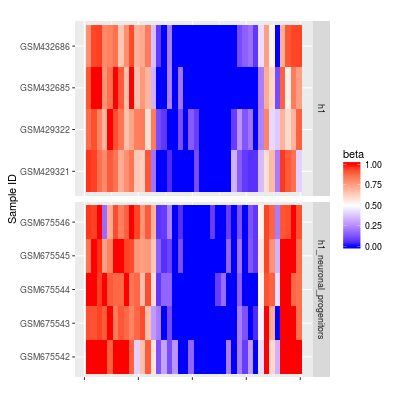 GSM432686
GSM432685
GSM429322
GSM429321
h1
GSM675546
GSM675545
GSM675544
GSM675543
GSM675542
h1_neuronal_progenitors
Sample ID
beta
1.00
0.75
0.50
0.25
0.00